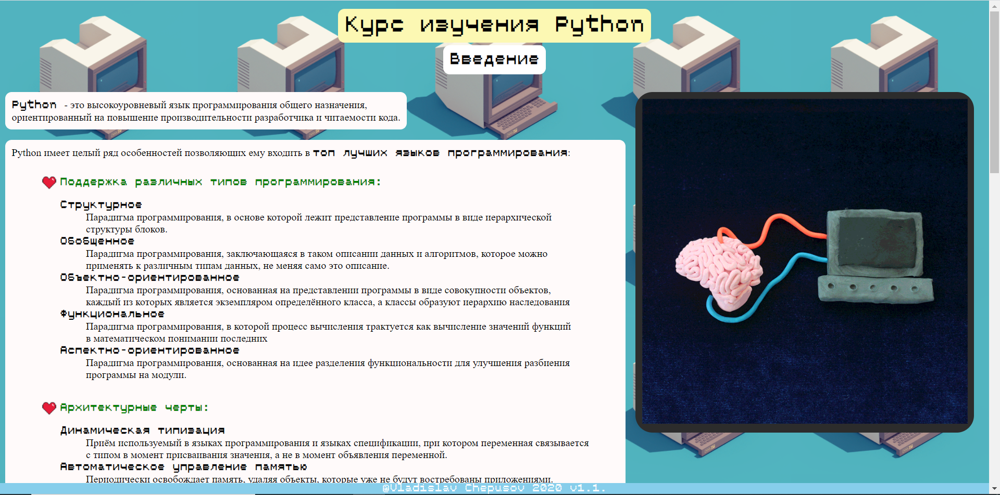 Курс изучения Python
Введение
Python - это высокоуровневый язык программирования общего назначения,
ориентированный на повышение производительности разработчика и читаемости кода.
Python имеет целый ряд особенностей позволяющих ему входить в топ лучших языков программирования:
Поддержка различных типов программирования:
Структурное
Парадигма программирования, в основе которой лежит представление программы в виде иерархической
структуры блоков.
Обобщенное
Парадигма программирования, заключающаяся в таком описании данных и алгоритмов, которое можно
применять к различным типам данных, не меняя само это описание.
Объектно-ориентированное
Парадигма программирования, основанная на представлении программы в виде совокупности объектов,
каждый из которых является экземпляром определённого класса, а классы образуют иерархию наследования
Функциональное
Парадигма программирования, в которой процесс вычисления трактуется как вычисление значений функций
в математическом понимании последних
Аспектно-ориентированное
Парадигма программирования, основанная на идее разделения функциональности для улучшения разбиения
программы на модули.
Архитектурные черты:
Динамическая типизация
Приём используемый в языках программирования и языках спецификации, при котором переменная связывается
с типом в момент присваивания значения, а не в момент объявления переменной.
Автоматическое управление памятью
Периодически освобождает память, удаляя объекты, которые уже не будут востребованы приложениями.
@Vladislav Chepusov 2020 v1.1.